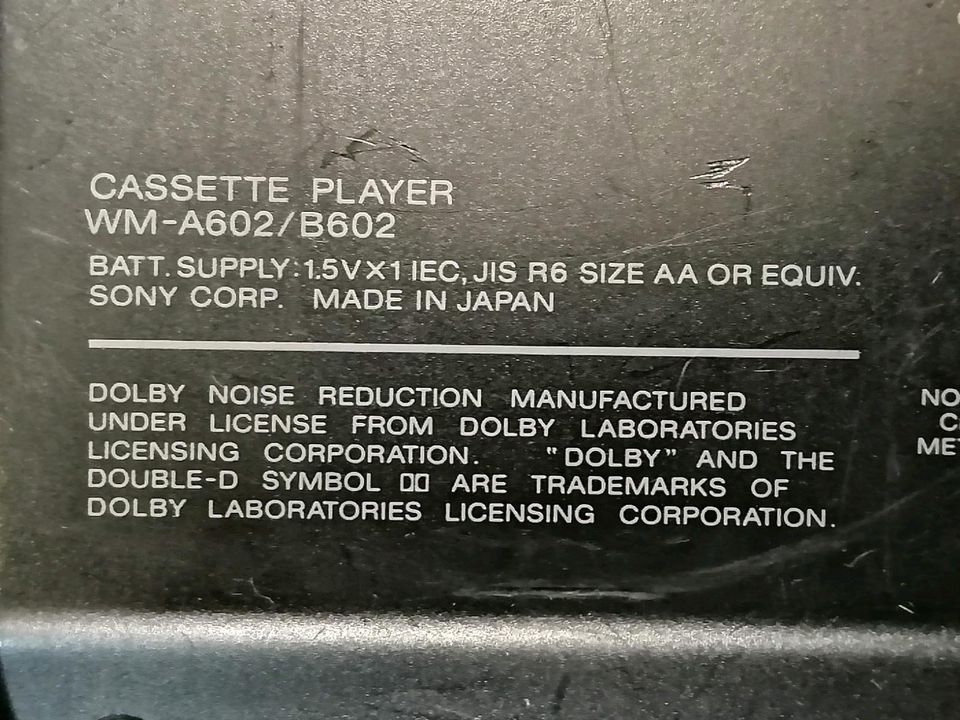 CASSETTE PLAYER
WM-A602/B602
BATT. SUPPLY: 1.5V×1 IEC, JIS R6 SIZE AA OR EQUIV.
SONY CORP. MADE IN JAPAN
DOLBY NOISE REDUCTION MANUFACTURED
UNDER LICENSE FROM DOLBY LABORATORIES
LICENSING CORPORATION. "DOLBY" AND THE
DOUBLE-D SYMBOL ▯▯ ARE TRADEMARKS OF
DOLBY LABORATORIES LICENSING CORPORATION.